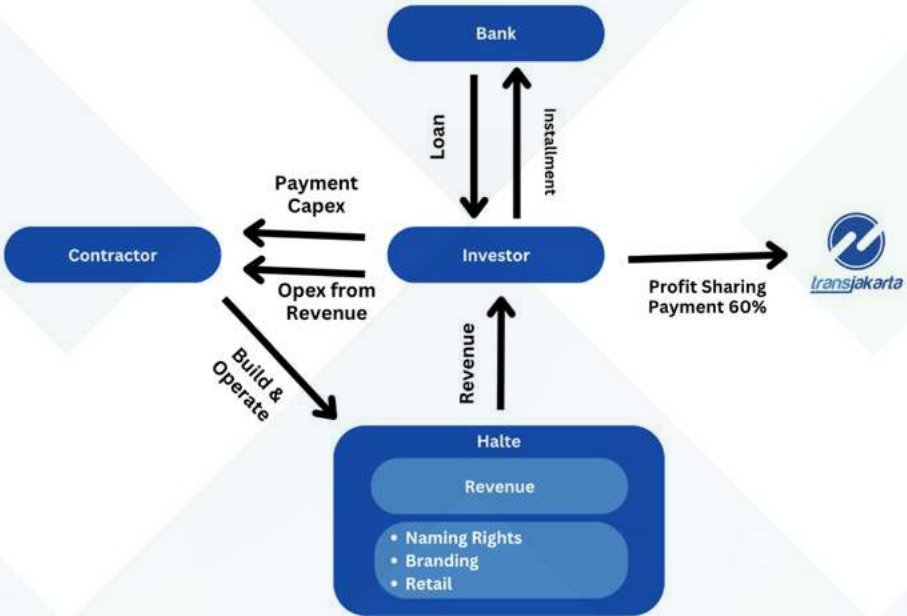 Bank
Loan
Installment
Payment
Capex
Contractor
Investor
Opex from
Revenue
Profit Sharing
Payment 60%
transjakarta
Build &
Operate
Revenue
Halte
Revenue
• Naming Rights
• Branding
• Retail